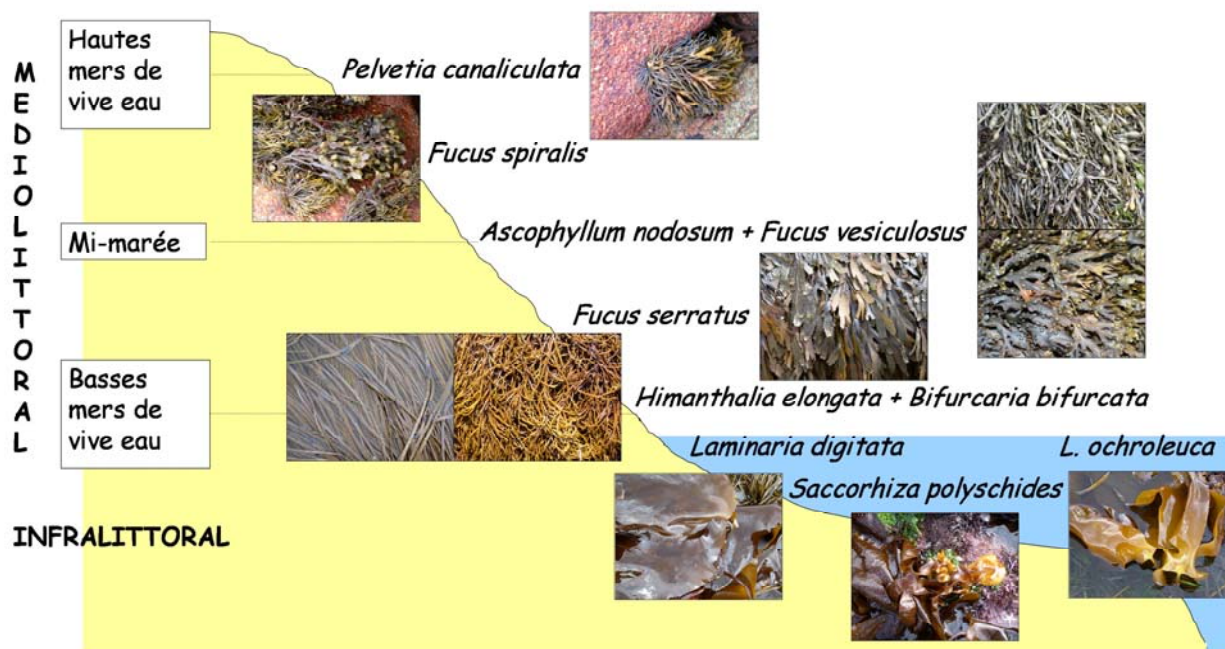 Hautes
mers de
vive eau
Pelvetia canaliculata
Fucus spiralis
MEDIOLITTORAL
Mi-marée
Ascophyllum nodosum + Fucus vesiculosus
Fucus serratus
Basses
mers de
vive eau
Himanthalia elongata + Bifurcaria bifurcata
Laminaria digitata
L. ochroleuca
Saccorhiza polyschides
INFRALITTORAL